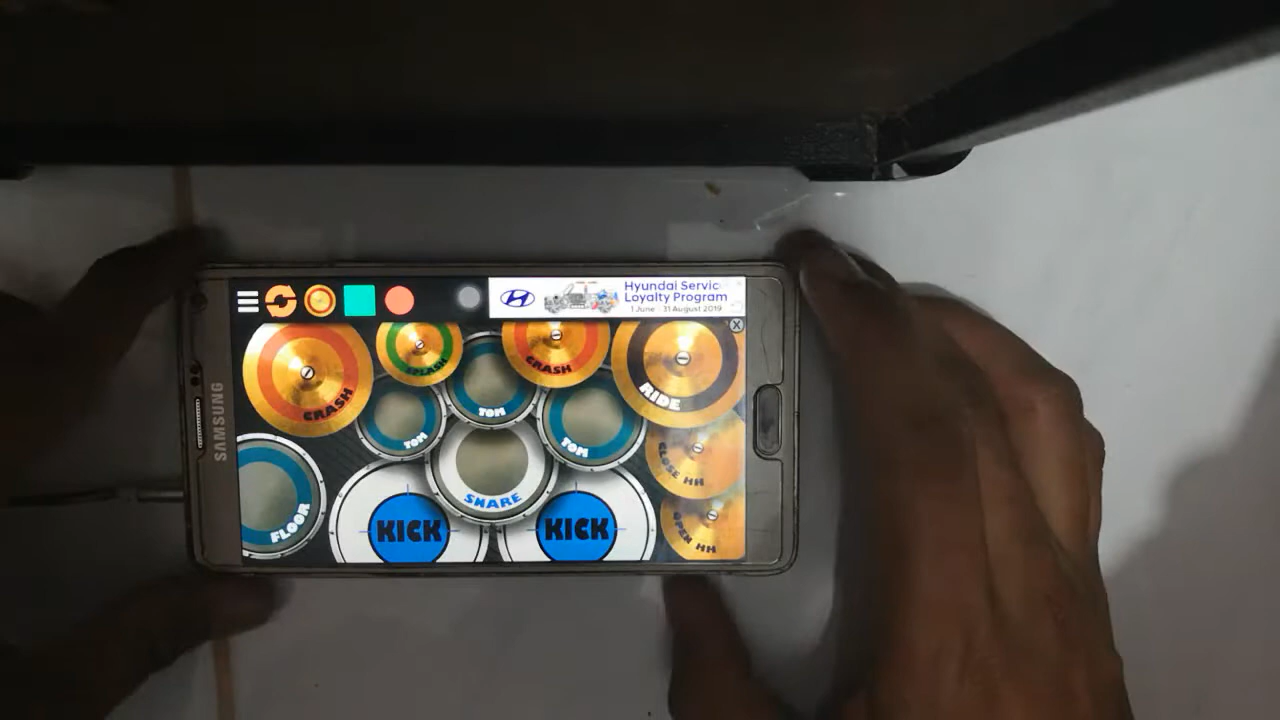 Hyundai Servic
Loyalty Program
1 June - 31 August 2019
CRASH
SPLASH
CRASH
RIDE
TOM
TOM
TOM
CLOSE HH
SNARE
FLOOR
KICK
KICK
OPEN HH
SAMSUNG